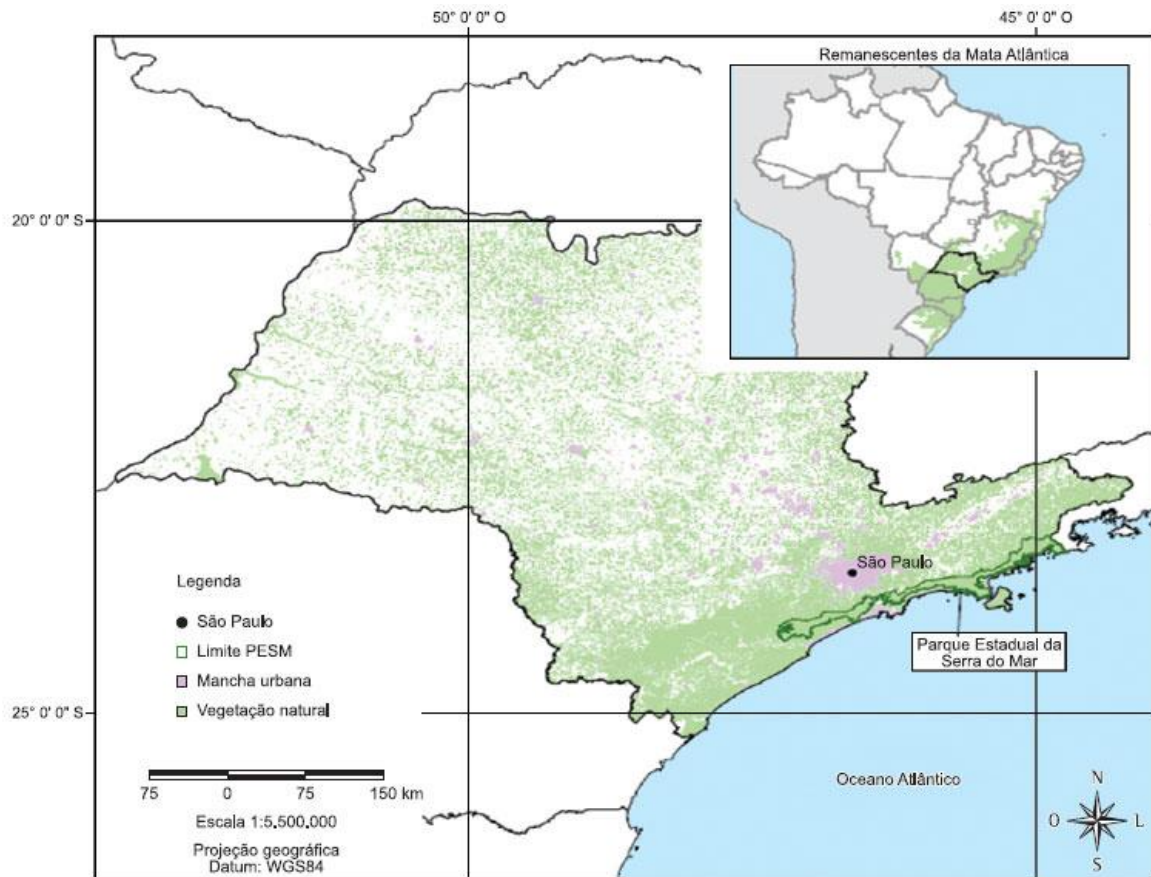 50° 0' 0" O
45° 0' 0" O
Remanescentes da Mata Atlântica
20° 0' 0" S
São Paulo
Parque Estadual da
Serra do Mar
Legenda
São Paulo
Limite PESM
Mancha urbana
Vegetação natural
25° 0' 0" S
75 0 75 150 km
Escala 1:5.500.000
Projeção geográfica
Datum: WGS84
Oceano Atlântico
N
O L
S